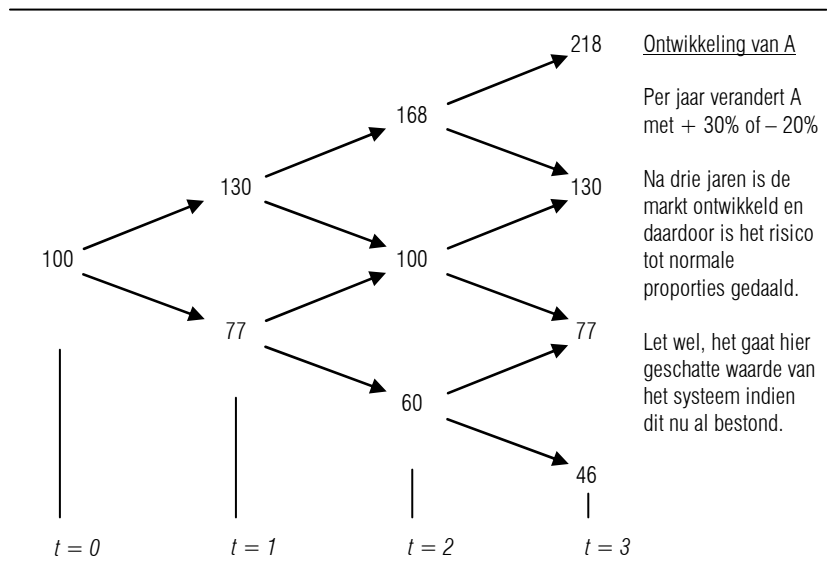 218
Ontwikkeling van A
Per jaar verandert A
met + 30% of – 20%
168
130
130
Na drie jaren is de
markt ontwikkeld en
daardoor is het risico
tot normale
proporties gedaald.
100
100
77
77
Let wel, het gaat hier
geschatte waarde van
het systeem indien
dit nu al bestond.
60
46
t = 0
t = 1
t = 2
t = 3